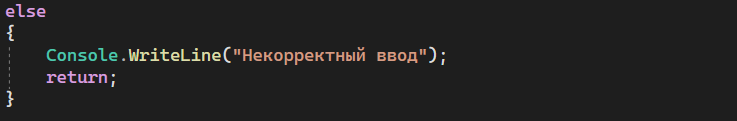 else
{
    Console.WriteLine("Некорректный ввод");
    return;
}